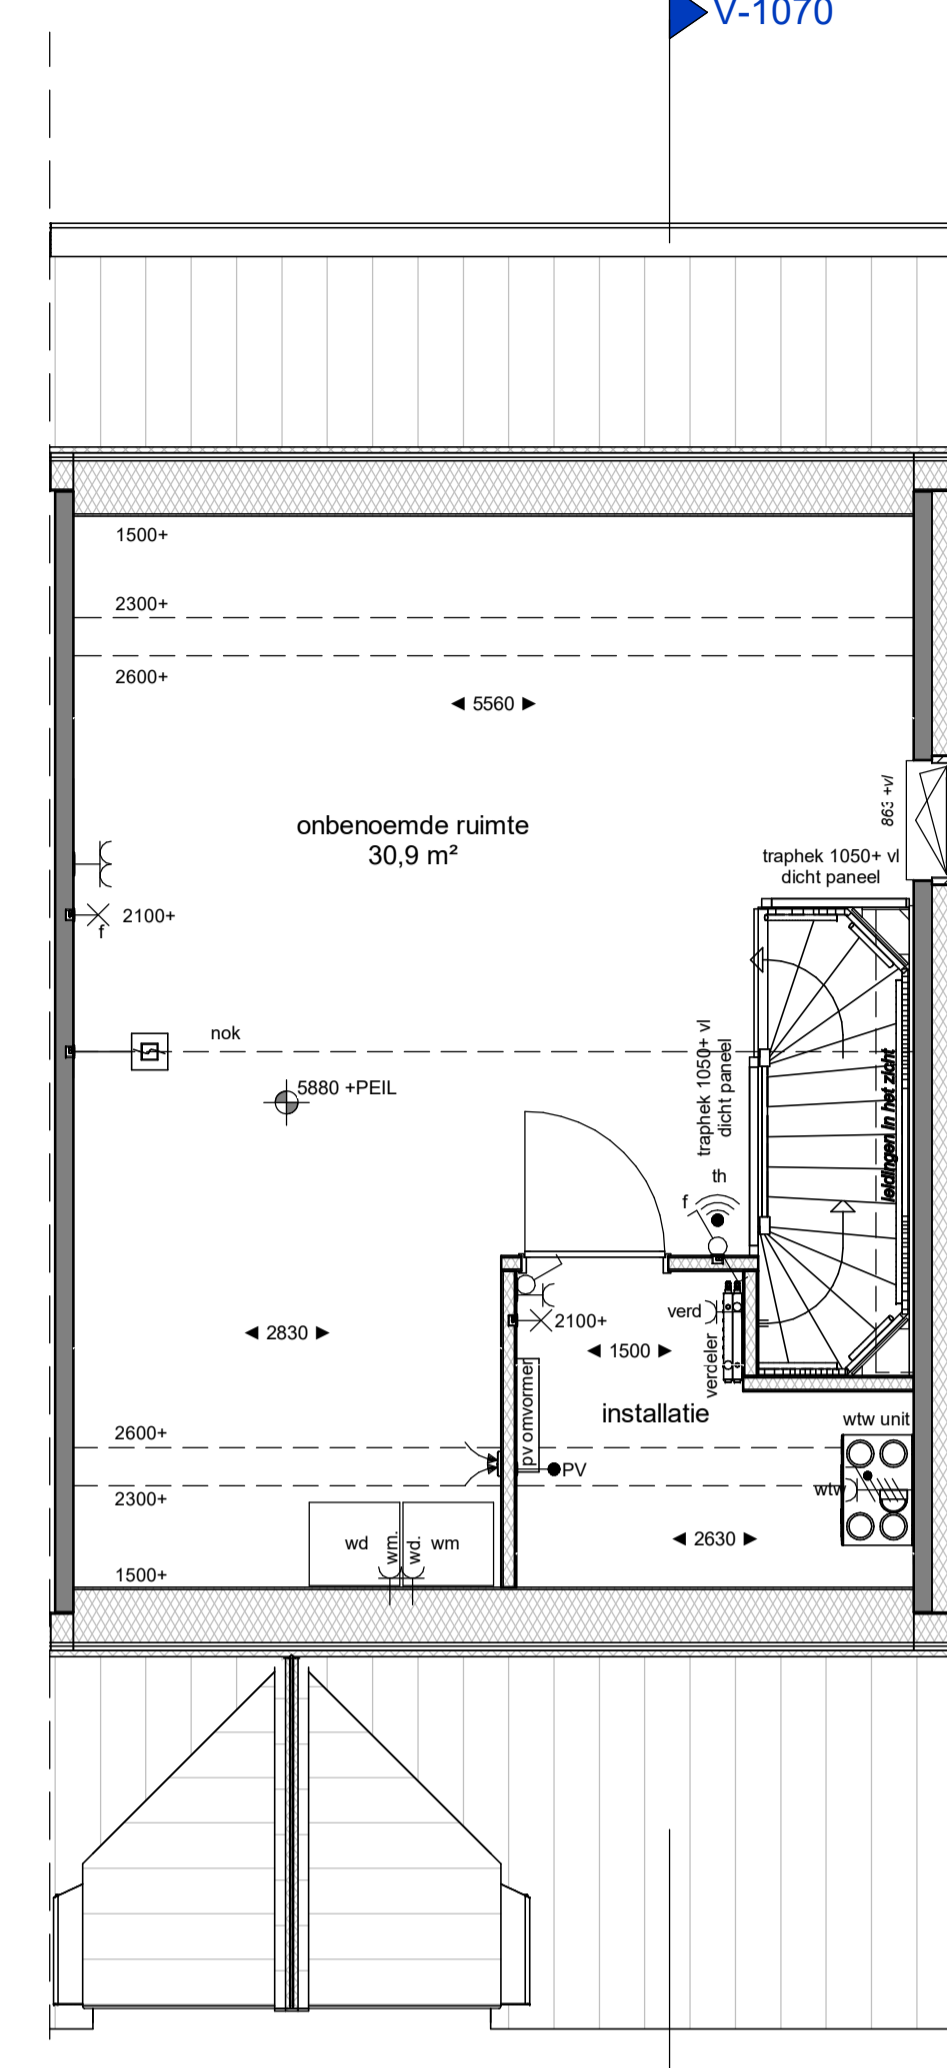 V-1070
1500+
2300+
2600+
◄ 5560 ►
863 +vl
onbenoemde ruimte
30,9 m²
traphek 1050+ vl
dicht paneel
2100+
f
nok
5880 +PEIL
traphek 1050+ vl
dicht paneel
leidingen in het zicht
th
f
2100+
verd
verdeler
◄ 2830 ►
◄ 1500 ►
pv omvormer
installatie
wtw unit
2600+
PV
wtw
2300+
wd
wm.
wd.
wm
◄ 2630 ►
1500+